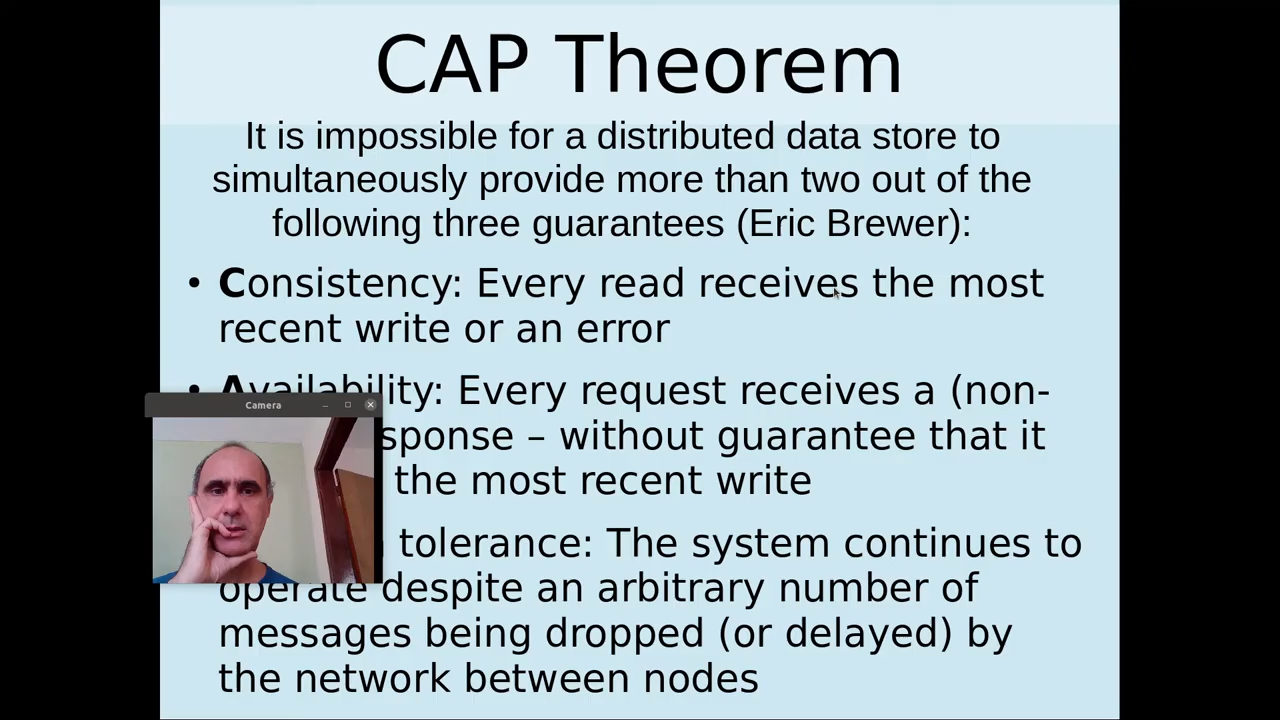 CAP Theorem
It is impossible for a distributed data store to
simultaneously provide more than two out of the
following three guarantees (Eric Brewer):
• Consistency: Every read receives the most
recent write or an error
• Availability: Every request receives a (non-
sponse – without guarantee that it
the most recent write
tolerance: The system continues to
operate despite an arbitrary number of
messages being dropped (or delayed) by
the network between nodes
Camera